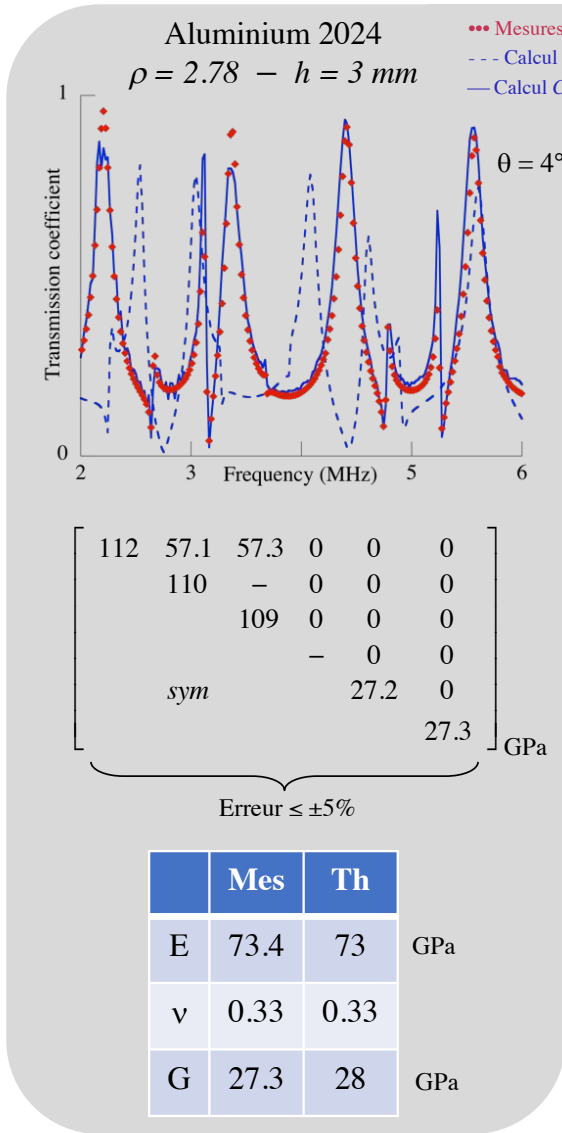 Aluminium 2024
ρ = 2.78 – h = 3 mm
Mesures
Calcul
Calcul C
θ = 4°
1
Transmission coefficient
0
2 3 5 6
Frequency (MHz)
112 57.1 57.3 0 0 0
110 – 0 0 0
109 0 0 0
– 0 0
sym 27.2 0
27.3
GPa
Erreur ≤ ±5%
Mes Th
E 73.4 73 GPa
ν 0.33 0.33
G 27.3 28 GPa